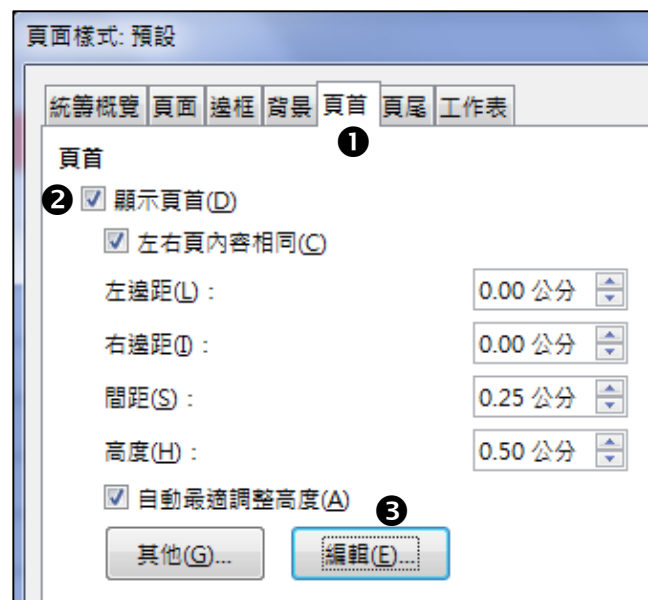 頁面樣式: 預設
統籌概覽 頁面 邊框 背景 頁首 頁尾 工作表
❶
頁首
❷ 顯示頁首(D)
左右頁內容相同(C)
左邊距(L) : 0.00 公分
右邊距(I) : 0.00 公分
間距(S) : 0.25 公分
高度(H) : 0.50 公分
自動最適調整高度(A)
❸
其他(G)... 編輯(E)...